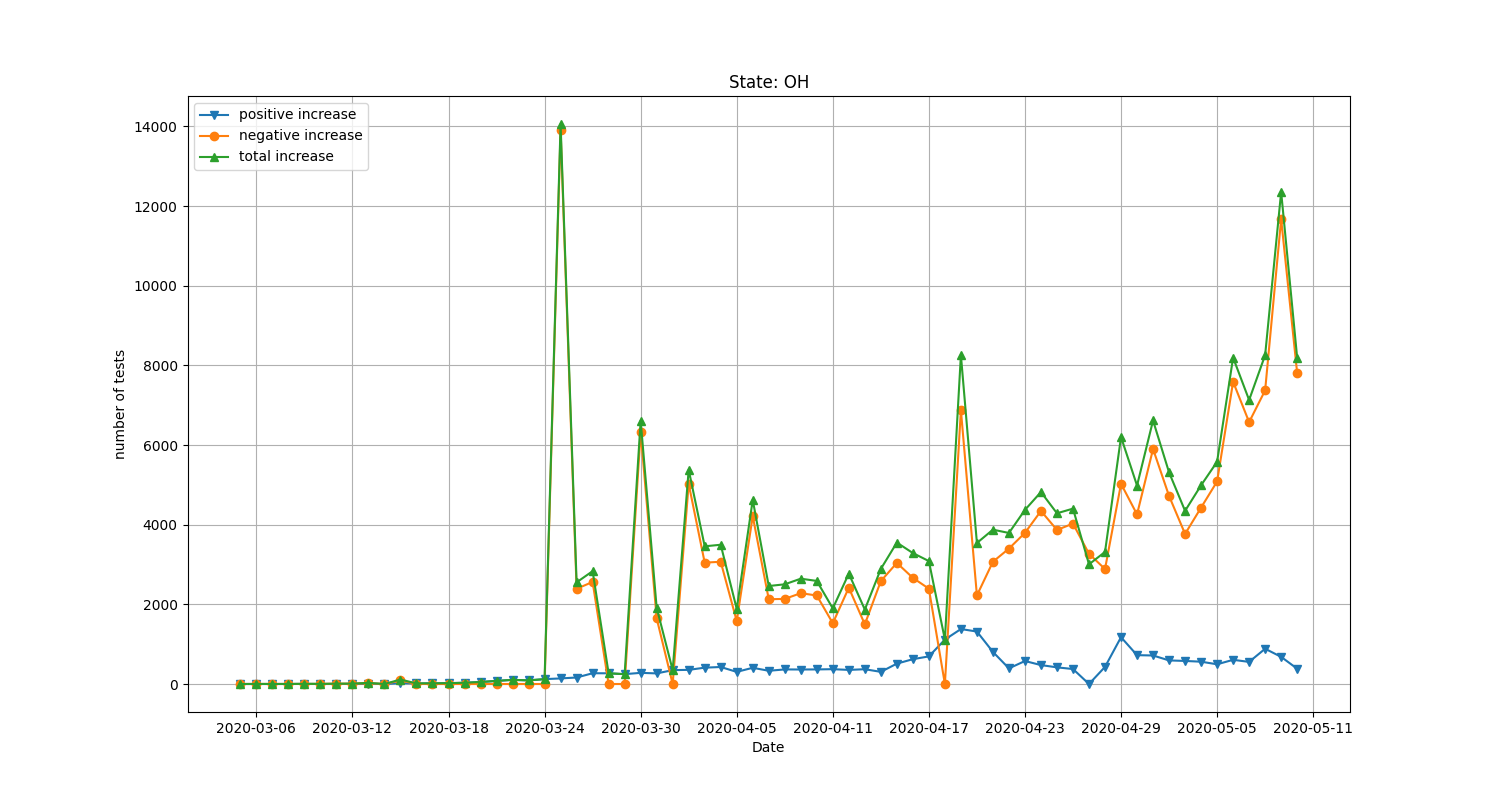 State: OH
positive increase
negative increase
total increase
14000
12000
10000
8000
6000
4000
2000
0
number of tests
2020-03-06 2020-03-12 2020-03-18 2020-03-24 2020-03-30 2020-04-05 2020-04-11 2020-04-17 2020-04-23 2020-04-29 2020-05-05 2020-05-11
Date